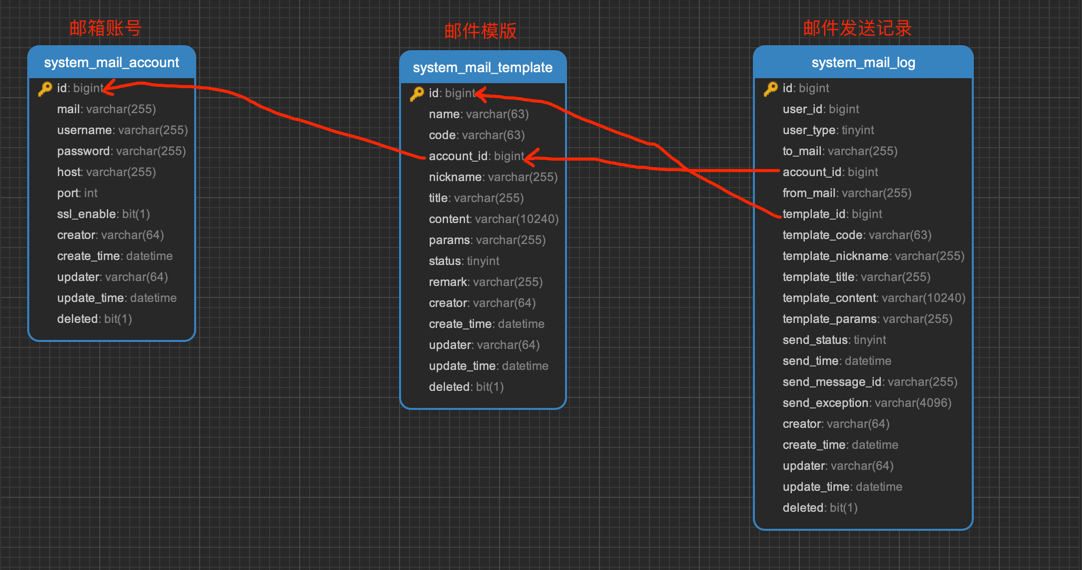 邮箱账号
system_mail_account
id: bigint
mail: varchar(255)
username: varchar(255)
password: varchar(255)
host: varchar(255)
port: int
ssl_enable: bit(1)
creator: varchar(64)
create_time: datetime
updater: varchar(64)
update_time: datetime
deleted: bit(1)
邮件模版
system_mail_template
id: bigint
name: varchar(63)
code: varchar(63)
account_id: bigint
nickname: varchar(255)
title: varchar(255)
content: varchar(10240)
params: varchar(255)
status: tinyint
remark: varchar(255)
creator: varchar(64)
create_time: datetime
updater: varchar(64)
update_time: datetime
deleted: bit(1)
邮件发送记录
system_mail_log
id: bigint
user_id: bigint
user_type: tinyint
to_mail: varchar(255)
account_id: bigint
from_mail: varchar(255)
template_id: bigint
template_code: varchar(63)
template_nickname: varchar(255)
template_title: varchar(255)
template_content: varchar(10240)
template_params: varchar(255)
send_status: tinyint
send_time: datetime
send_message_id: varchar(255)
send_exception: varchar(4096)
creator: varchar(64)
create_time: datetime
updater: varchar(64)
update_time: datetime
deleted: bit(1)